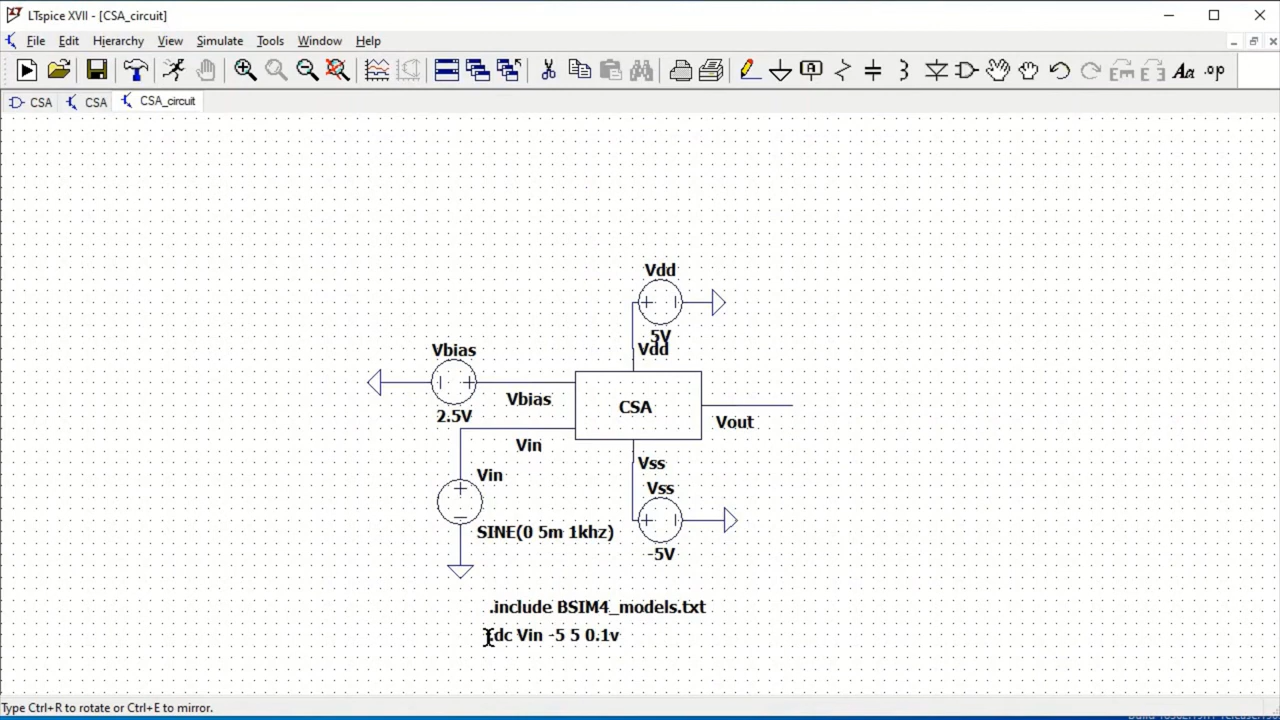 LTspice XVII - [CSA_circuit]
File Edit Hierarchy View Simulate Tools Window Help
Aa .op
CSA CSA CSA_circuit
Vdd
5V
Vdd
Vbias
Vbias
2.5V
CSA
Vout
Vin
Vss
Vin
Vss
SINE(0 5m 1khz)
-5V
.include BSIM4_models.txt
.dc Vin -5 5 0.1v
Type Ctrl+R to rotate or Ctrl+E to mirror.